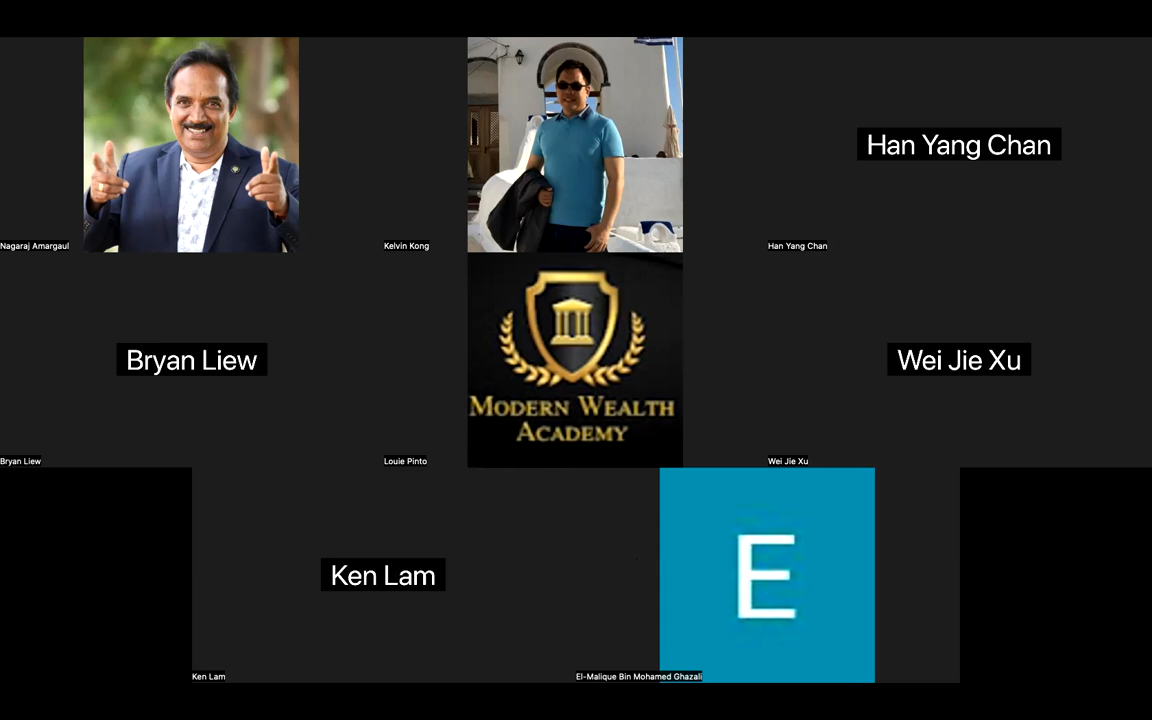 Nagaraj Amargaul
Kelvin Kong
Han Yang Chan
Han Yang Chan
Bryan Liew
Bryan Liew
Louie Pinto
MODERN WEALTH
ACADEMY
Wei Jie Xu
Wei Jie Xu
Ken Lam
Ken Lam
E
El-Malique Bin Mohamed Ghazali